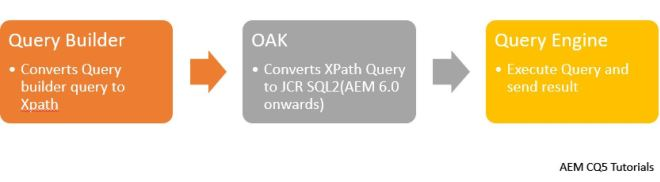 Query Builder
• Converts Query
builder query to
Xpath
OAK
• Converts XPath Query
to JCR SQL2(AEM 6.0
onwards)
Query Engine
• Execute Query and
send result
AEM CQ5 Tutorials